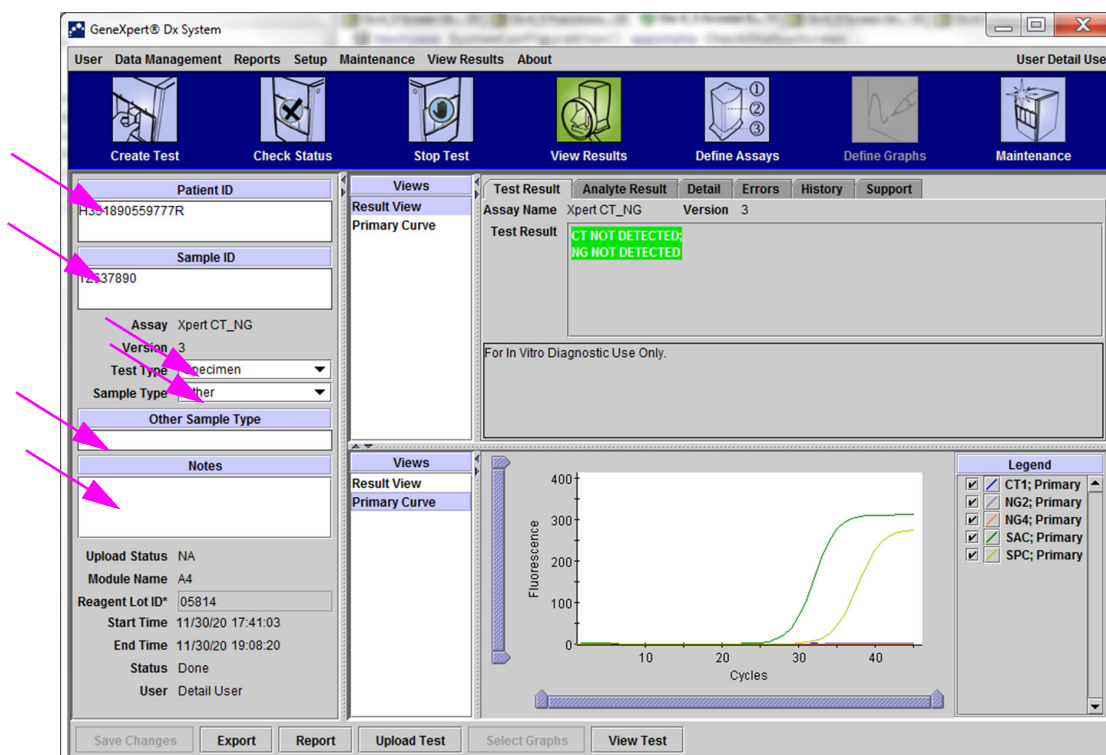 GeneXpert® Dx System
User Data Management Reports Setup Maintenance View Results About User Detail Use
Create Test Check Status Stop Test View Results Define Assays Define Graphs Maintenance
Patient ID
H351890559777R
Sample ID
Assay Xpert CT_NG
Version 3
Test Type Specimen
Sample Type Other
Other Sample Type
Notes
Upload Status NA
Module Name A4
Reagent Lot ID* 05814
Start Time 11/30/20 17:41:03
End Time 11/30/20 19:08:20
Status Done
User Detail User
Views
Result View
Primary Curve
Test Result Analyte Result Detail Errors History Support
Assay Name Xpert CT_NG Version 3
Test Result CT NOT DETECTED;
NG NOT DETECTED
For In Vitro Diagnostic Use Only.
Views
Result View
Primary Curve
400
300
200
100
0
Fluorescence
10 20 30 40
Cycles
Legend
CT1; Primary
NG2; Primary
NG4; Primary
SAC; Primary
SPC; Primary
Save Changes Export Report Upload Test Select Graphs View Test